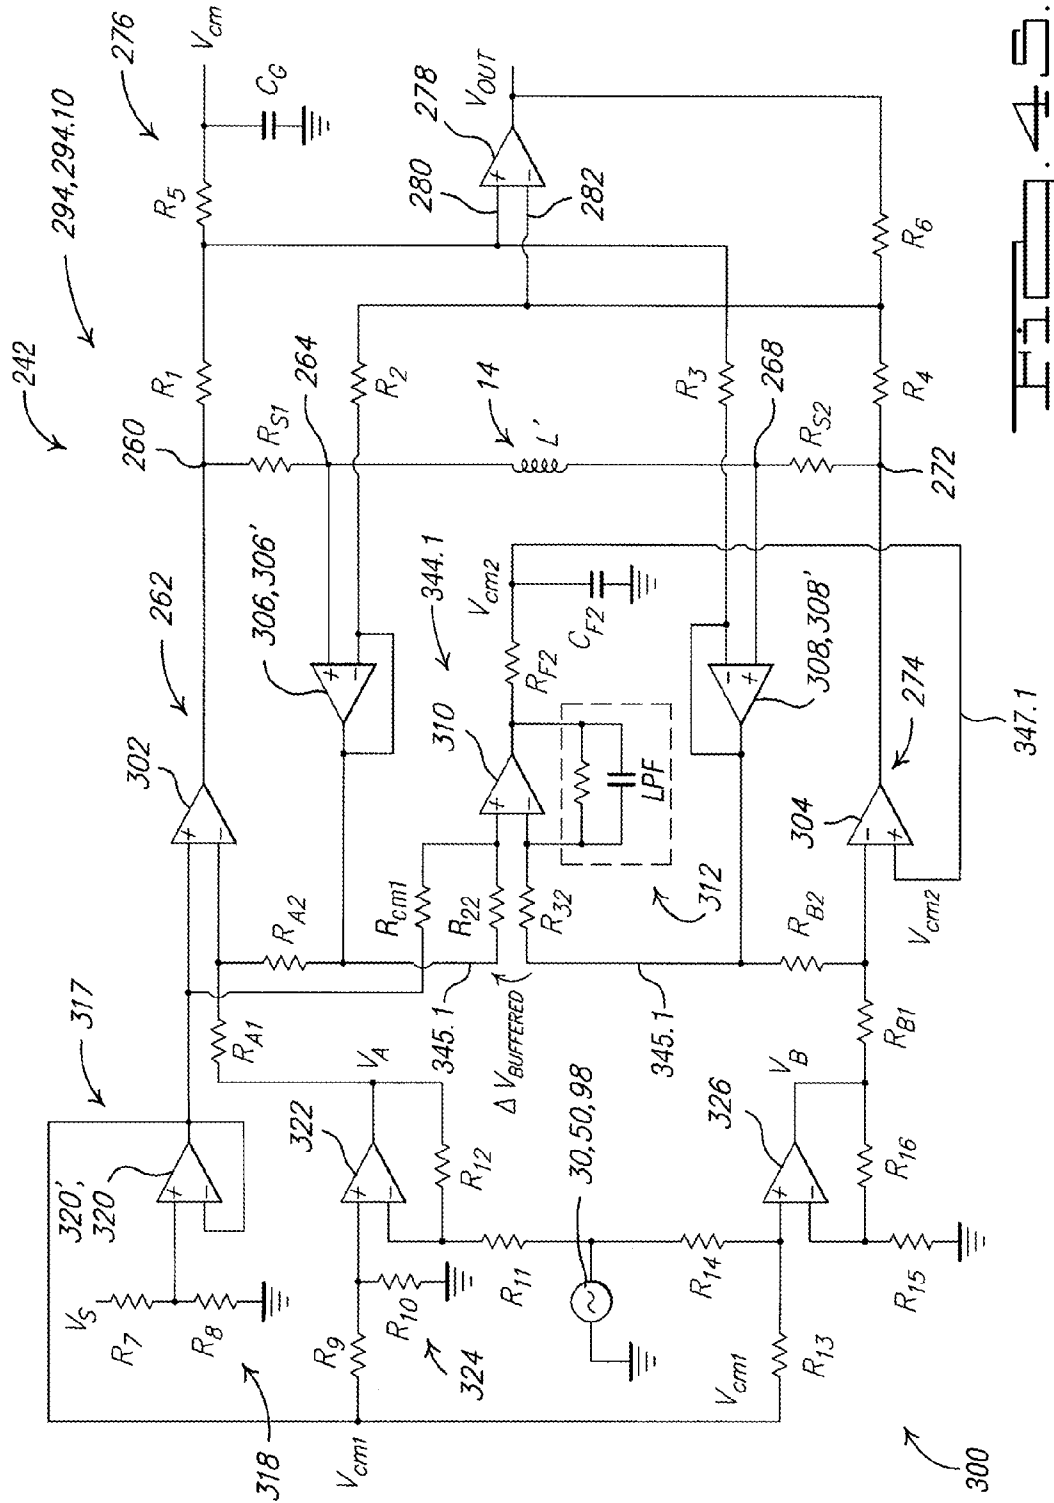 242
294, 294.10
276
262
260
R1
R5
Vcm
CG
317
302
RS1
264
280
278
VOUT
320',
320
RA1
RA2
306, 306'
R2
282
VS
R7
R8
318
Vcm1
R9
R10
324
322
VA
R12
R11
345.1
Rcm1
R22
310
344.1
Vcm2
RF2
CF2
14
L'
Δ VBUFFERED
R32
LPF
312
30, 50, 98
R14
345.1
R3
268
308, 308'
RS2
326
VB
RB2
304
274
272
R4
R6
Vcm1
R13
R15
R16
RB1
Vcm2
347.1
300
+
−
+
−
+
−
+
−
+
−
+
−
−
+
+
−
−
+
FIG. 45.